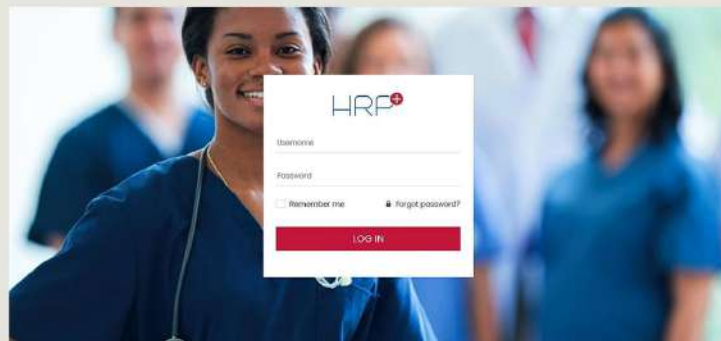 HRP+
Username
Password
Remember me
Forgot password?
LOG IN